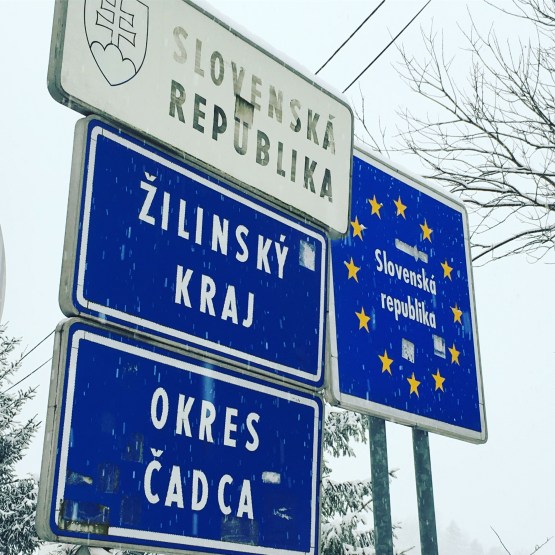 SLOVENSKÁ
REPUBLIKA
ŽILINSKÝ
KRAJ
OKRES
ČADCA
Slovenská
republika